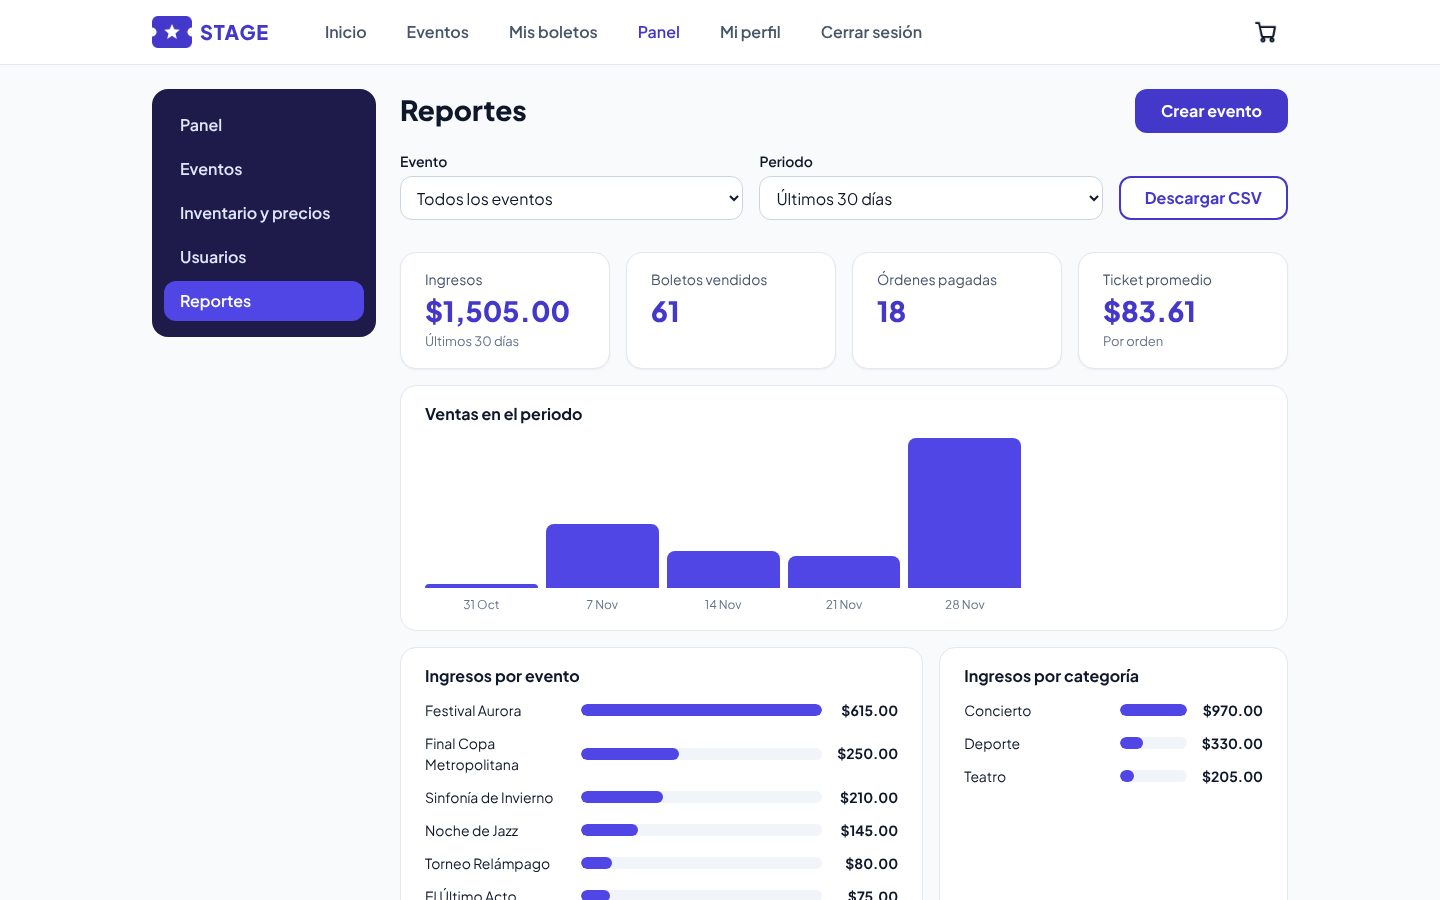 STAGE
Inicio
Eventos
Mis boletos
Panel
Mi perfil
Cerrar sesión
Panel
Eventos
Inventario y precios
Usuarios
Reportes
Reportes
Crear evento
Evento
Todos los eventos
Periodo
Últimos 30 días
Descargar CSV
Ingresos
$1,505.00
Últimos 30 días
Boletos vendidos
61
Órdenes pagadas
18
Ticket promedio
$83.61
Por orden
Ventas en el periodo
31 Oct
7 Nov
14 Nov
21 Nov
28 Nov
Ingresos por evento
Festival Aurora
$615.00
Final Copa
Metropolitana
$250.00
Sinfonía de Invierno
$210.00
Noche de Jazz
$145.00
Torneo Relámpago
$80.00
El Último Acto
$75.00
Ingresos por categoría
Concierto
$970.00
Deporte
$330.00
Teatro
$205.00